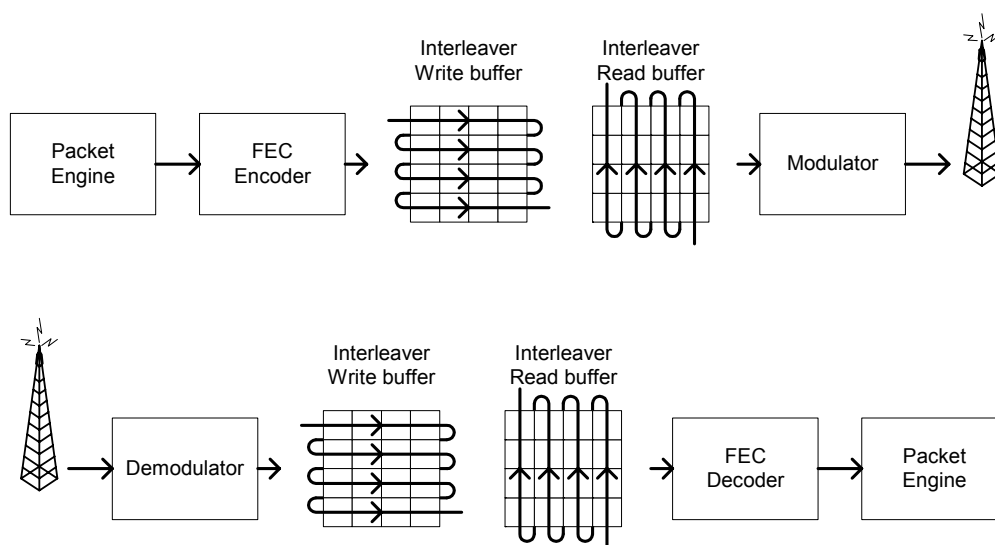 Interleaver
Write buffer
Interleaver
Read buffer
Packet
Engine
FEC
Encoder
Modulator
Interleaver
Write buffer
Interleaver
Read buffer
Demodulator
FEC
Decoder
Packet
Engine